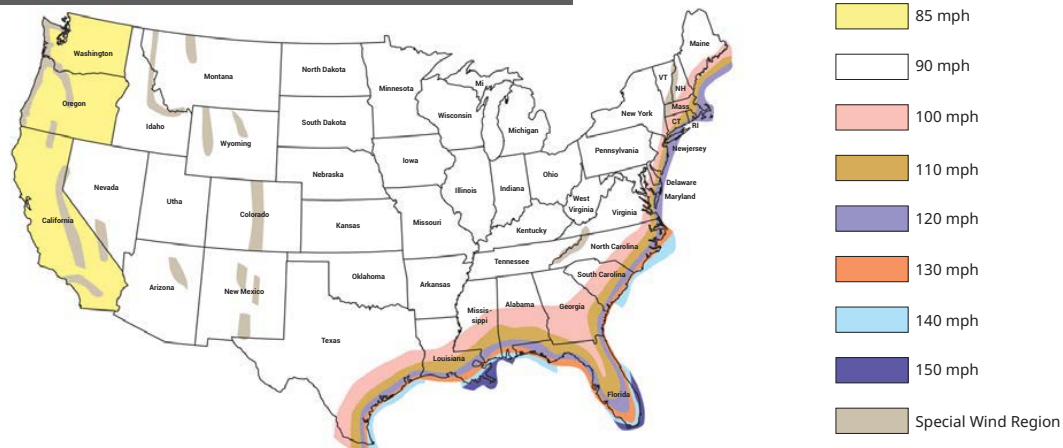 85 mph
90 mph
100 mph
110 mph
120 mph
130 mph
140 mph
150 mph
Special Wind Region
Washington
Oregon
California
Nevada
Idaho
Montana
Wyoming
Utha
Colorado
Arizona
New Mexico
North Dakota
South Dakota
Nebraska
Kansas
Oklahoma
Texas
Minnesota
Iowa
Missouri
Arkansas
Louisiana
Wisconsin
Illinois
Mi
Michigan
Indiana
Ohio
Kentucky
Tennessee
Missis-
sippi
Alabama
Georgia
Florida
South Carolina
North Carolina
Virginia
West
Virginia
Pennsylvania
New York
VT
NH
Maine
Mass
CT
RI
Newjersey
Delaware
Maryland